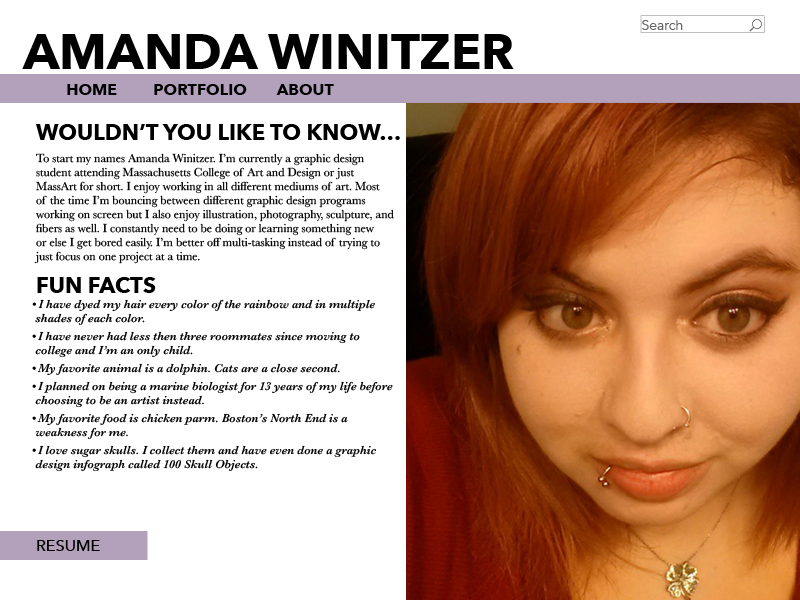 Search
AMANDA WINITZER
HOME PORTFOLIO ABOUT
WOULDN'T YOU LIKE TO KNOW...
To start my names Amanda Winitzer. I'm currently a graphic design
student attending Massachusetts College of Art and Design or just
MassArt for short. I enjoy working in all different mediums of art. Most
of the time I'm bouncing between different graphic design programs
working on screen but I also enjoy illustration, photography, sculpture, and
fibers as well. I constantly need to be doing or learning something new
or else I get bored easily. I'm better off multi-tasking instead of trying to
just focus on one project at a time.
FUN FACTS
• I have dyed my hair every color of the rainbow and in multiple
shades of each color.
• I have never had less then three roommates since moving to
college and I'm an only child.
• My favorite animal is a dolphin. Cats are a close second.
• I planned on being a marine biologist for 13 years of my life before
choosing to be an artist instead.
• My favorite food is chicken parm. Boston's North End is a
weakness for me.
• I love sugar skulls. I collect them and have even done a graphic
design infograph called 100 Skull Objects.
RESUME